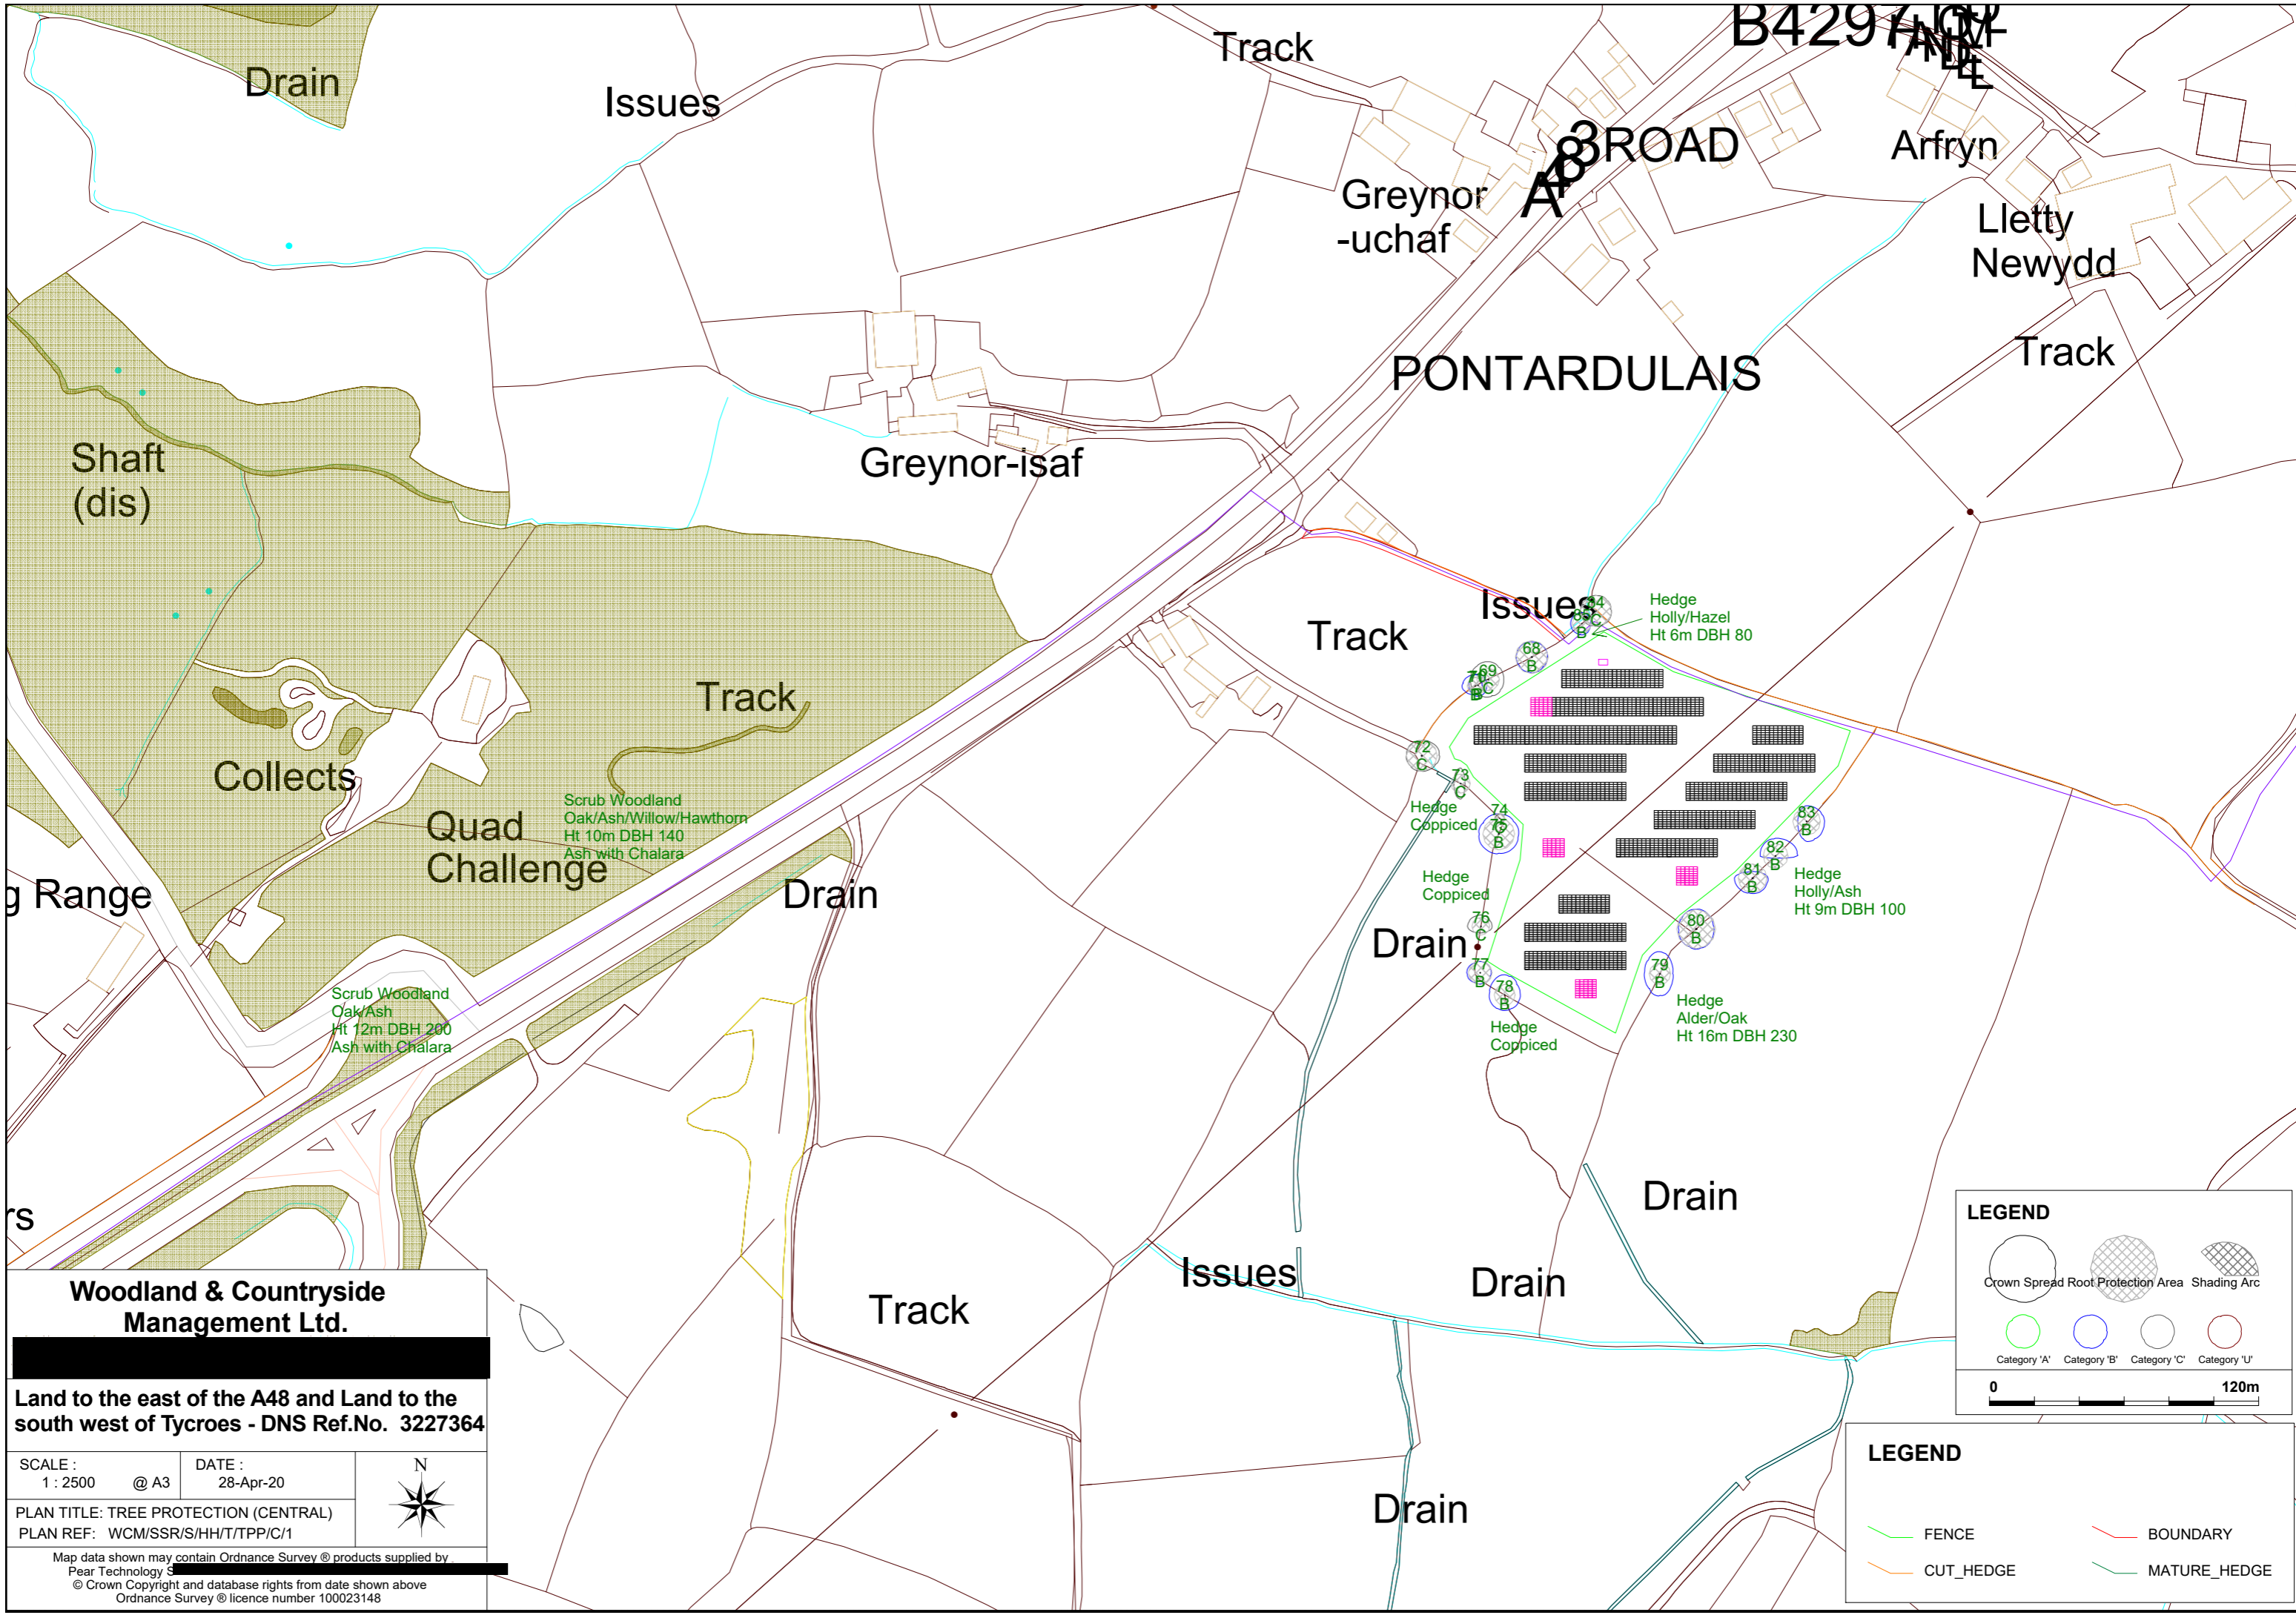 B4297
Track
Drain
Issues
A
4
8
3
ROAD
Arfryn
Greynor
-uchaf
Lletty
Newydd
Track
PONTARDULAIS
Shaft
(dis)
Greynor-isaf
Issues
84
C
85
B
Hedge
Holly/Hazel
Ht 6m DBH 80
Track
68
B
69
C
B
Track
72
C
73
C
Collects
Scrub Woodland
Oak/Ash/Willow/Hawthorn
Ht 10m DBH 140
Ash with Chalara
Quad
Challenge
Hedge
Coppiced
74
75
B
83
B
82
B
81
B
Hedge
Holly/Ash
Ht 9m DBH 100
g Range
Drain
Hedge
Coppiced
76
C
80
B
Drain
77
B
78
B
79
B
Hedge
Alder/Oak
Ht 16m DBH 230
Scrub Woodland
Oak/Ash
Ht 12m DBH 200
Ash with Chalara
Hedge
Coppiced
rs
Drain
Issues
Drain
Track
Drain
LEGEND
Crown Spread Root Protection Area Shading Arc
Category 'A' Category 'B' Category 'C' Category 'U'
0 120m
LEGEND
FENCE BOUNDARY
CUT_HEDGE MATURE_HEDGE
Woodland & Countryside
Management Ltd.
Land to the east of the A48 and Land to the
south west of Tycroes - DNS Ref.No. 3227364
SCALE :
1 : 2500 @ A3
DATE :
28-Apr-20
N
PLAN TITLE: TREE PROTECTION (CENTRAL)
PLAN REF: WCM/SSR/S/HH/T/TPP/C/1
Map data shown may contain Ordnance Survey ® products supplied by
Pear Technology
© Crown Copyright and database rights from date shown above
Ordnance Survey ® licence number 100023148